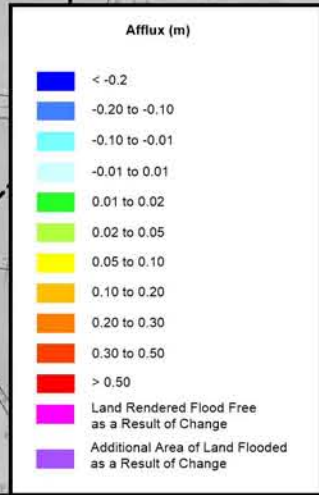 Afflux (m)
< -0.2
-0.20 to -0.10
-0.10 to -0.01
-0.01 to 0.01
0.01 to 0.02
0.02 to 0.05
0.05 to 0.10
0.10 to 0.20
0.20 to 0.30
0.30 to 0.50
> 0.50
Land Rendered Flood Free
as a Result of Change
Additional Area of Land Flooded
as a Result of Change